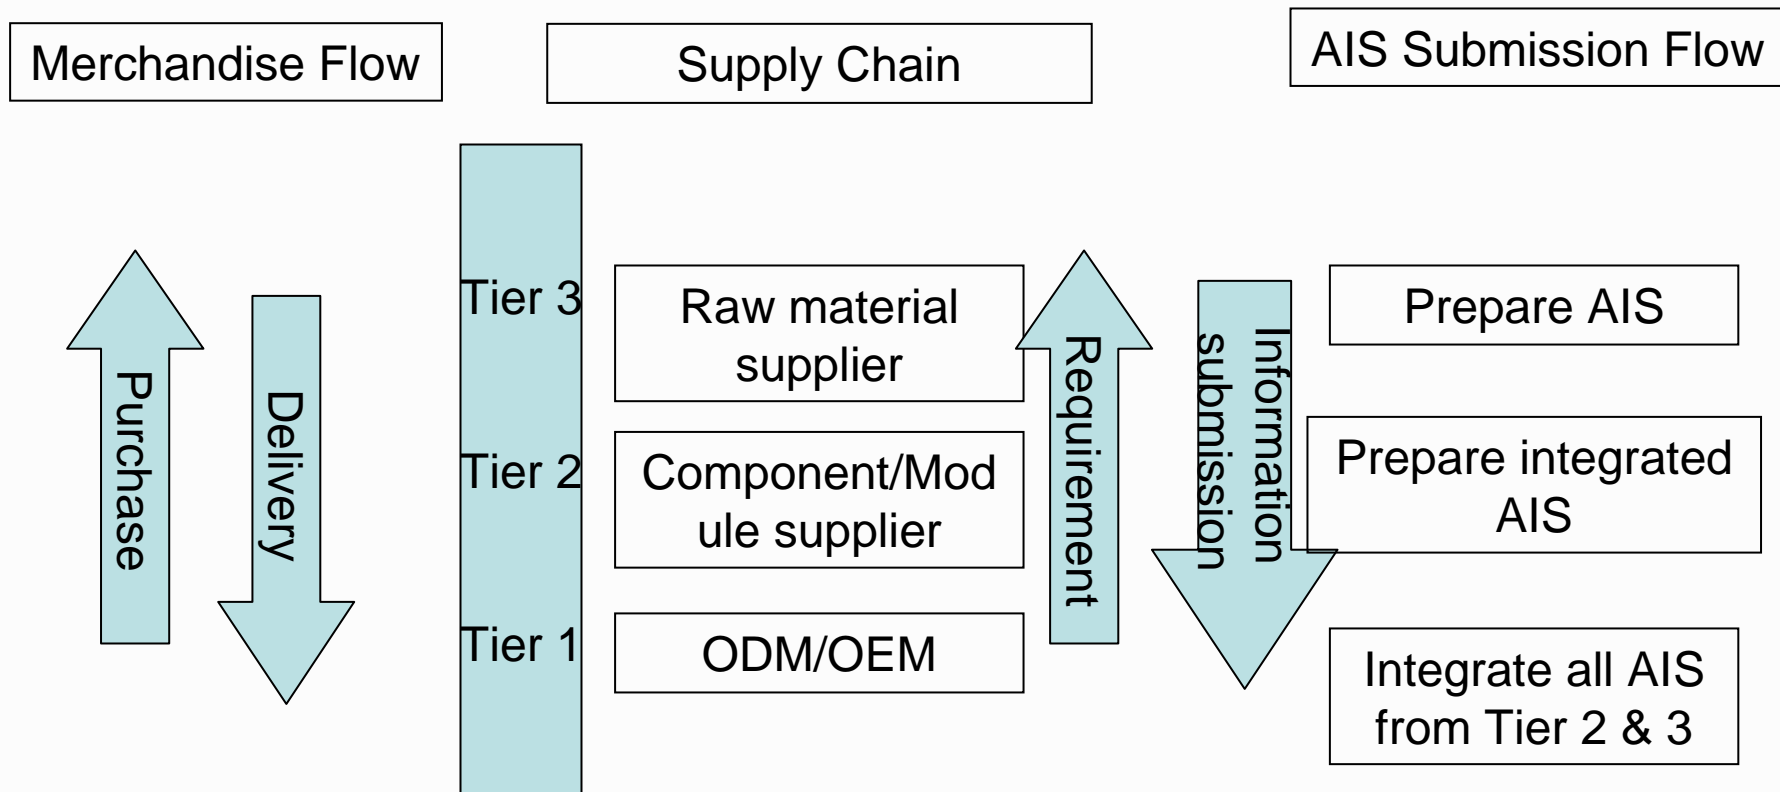 Merchandise Flow
Supply Chain
AIS Submission Flow
Purchase
Delivery
Tier 3
Raw material
supplier
Tier 2
Component/Mod
ule supplier
Tier 1
ODM/OEM
Requirement
Information
submission
Prepare AIS
Prepare integrated
AIS
Integrate all AIS
from Tier 2 & 3